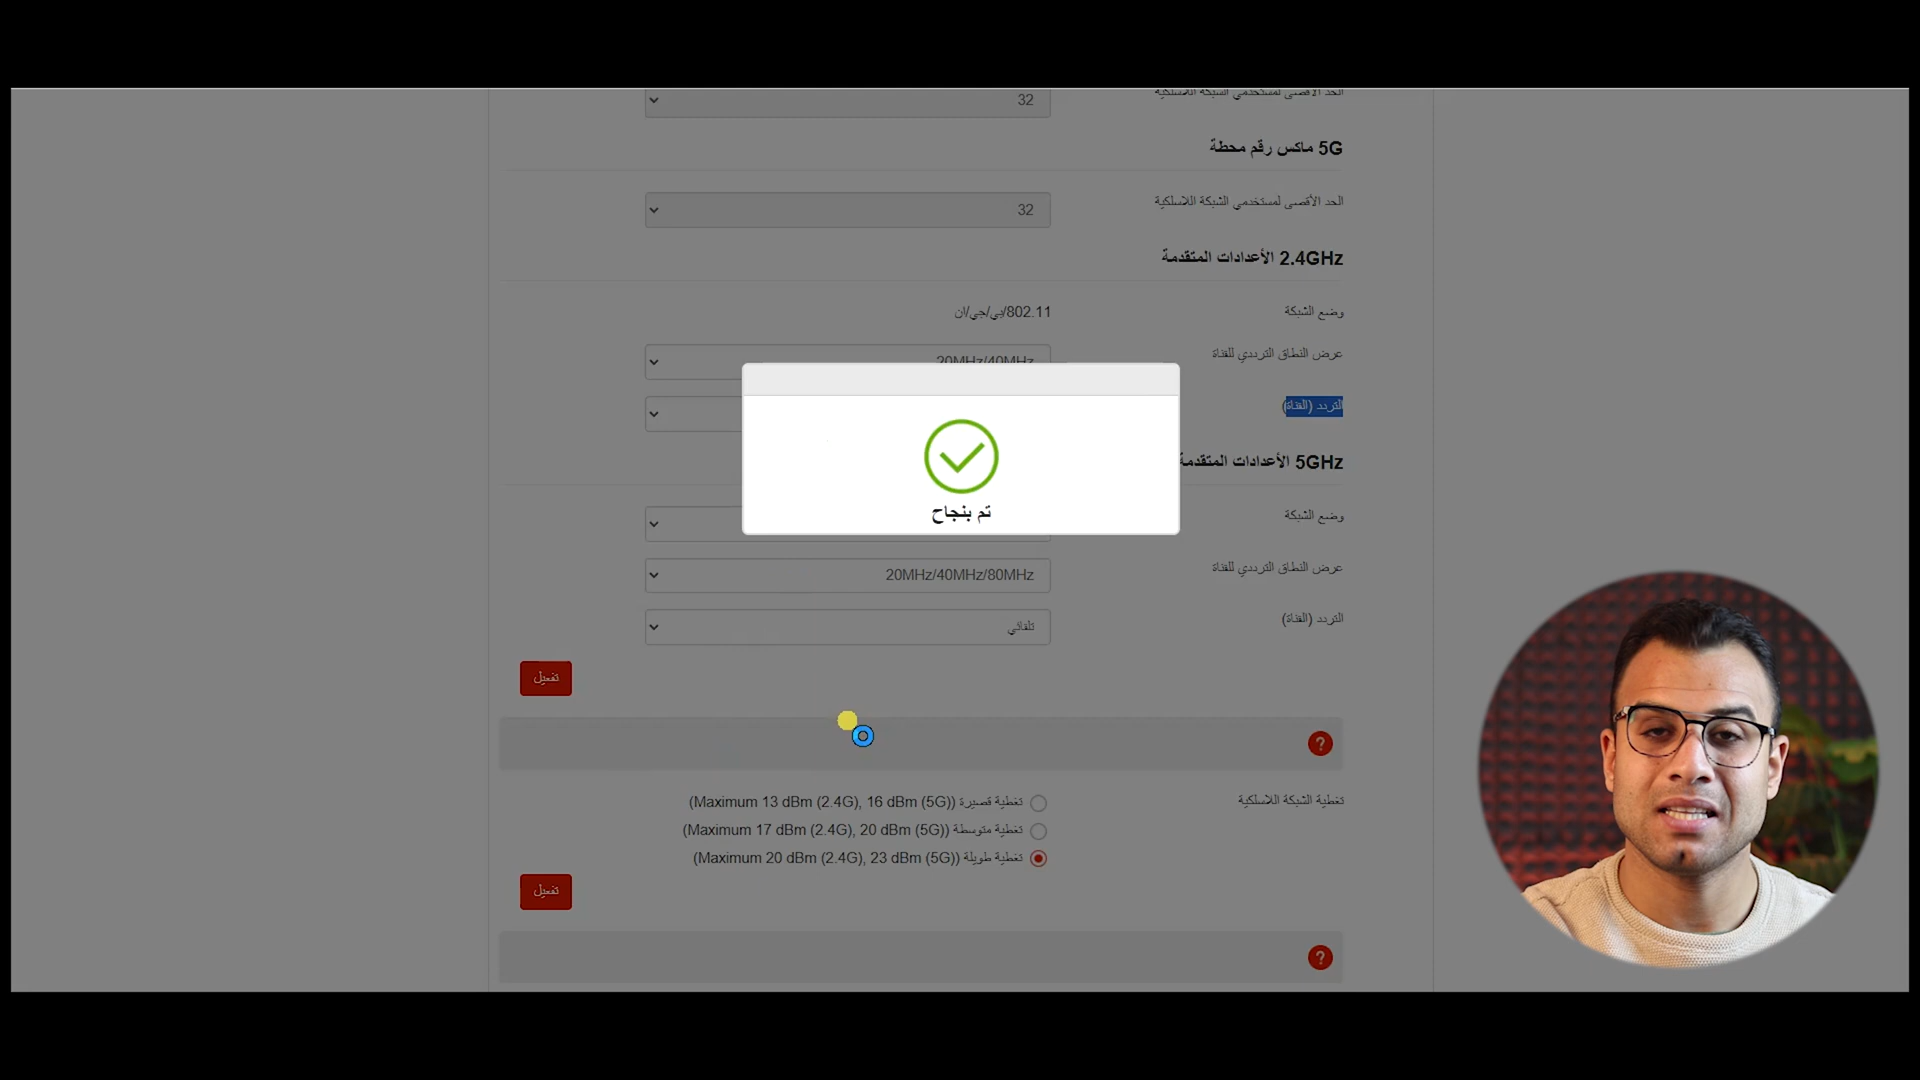 الحد الأقصى لمستخدمي الشبكة اللاسلكية 32
5G ماكس رقم محطة
الحد الأقصى لمستخدمي الشبكة اللاسلكية 32
2.4GHz الأعدادات المتقدمة
وضع الشبكة 802.11/بي/جي/ان
عرض النطاق الترددي للقناة 20MHz/40MHz
التردد (القناة)
5GHz الأعدادات المتقدمة
تم بنجاح
وضع الشبكة
عرض النطاق الترددي للقناة 20MHz/40MHz/80MHz
التردد (القناة) تلقائي
تفعيل
?
تغطية الشبكة اللاسلكية تغطية قصيرة (Maximum 13 dBm (2.4G), 16 dBm (5G))
تغطية متوسطة (Maximum 17 dBm (2.4G), 20 dBm (5G))
تغطية طويلة (Maximum 20 dBm (2.4G), 23 dBm (5G))
تفعيل
?